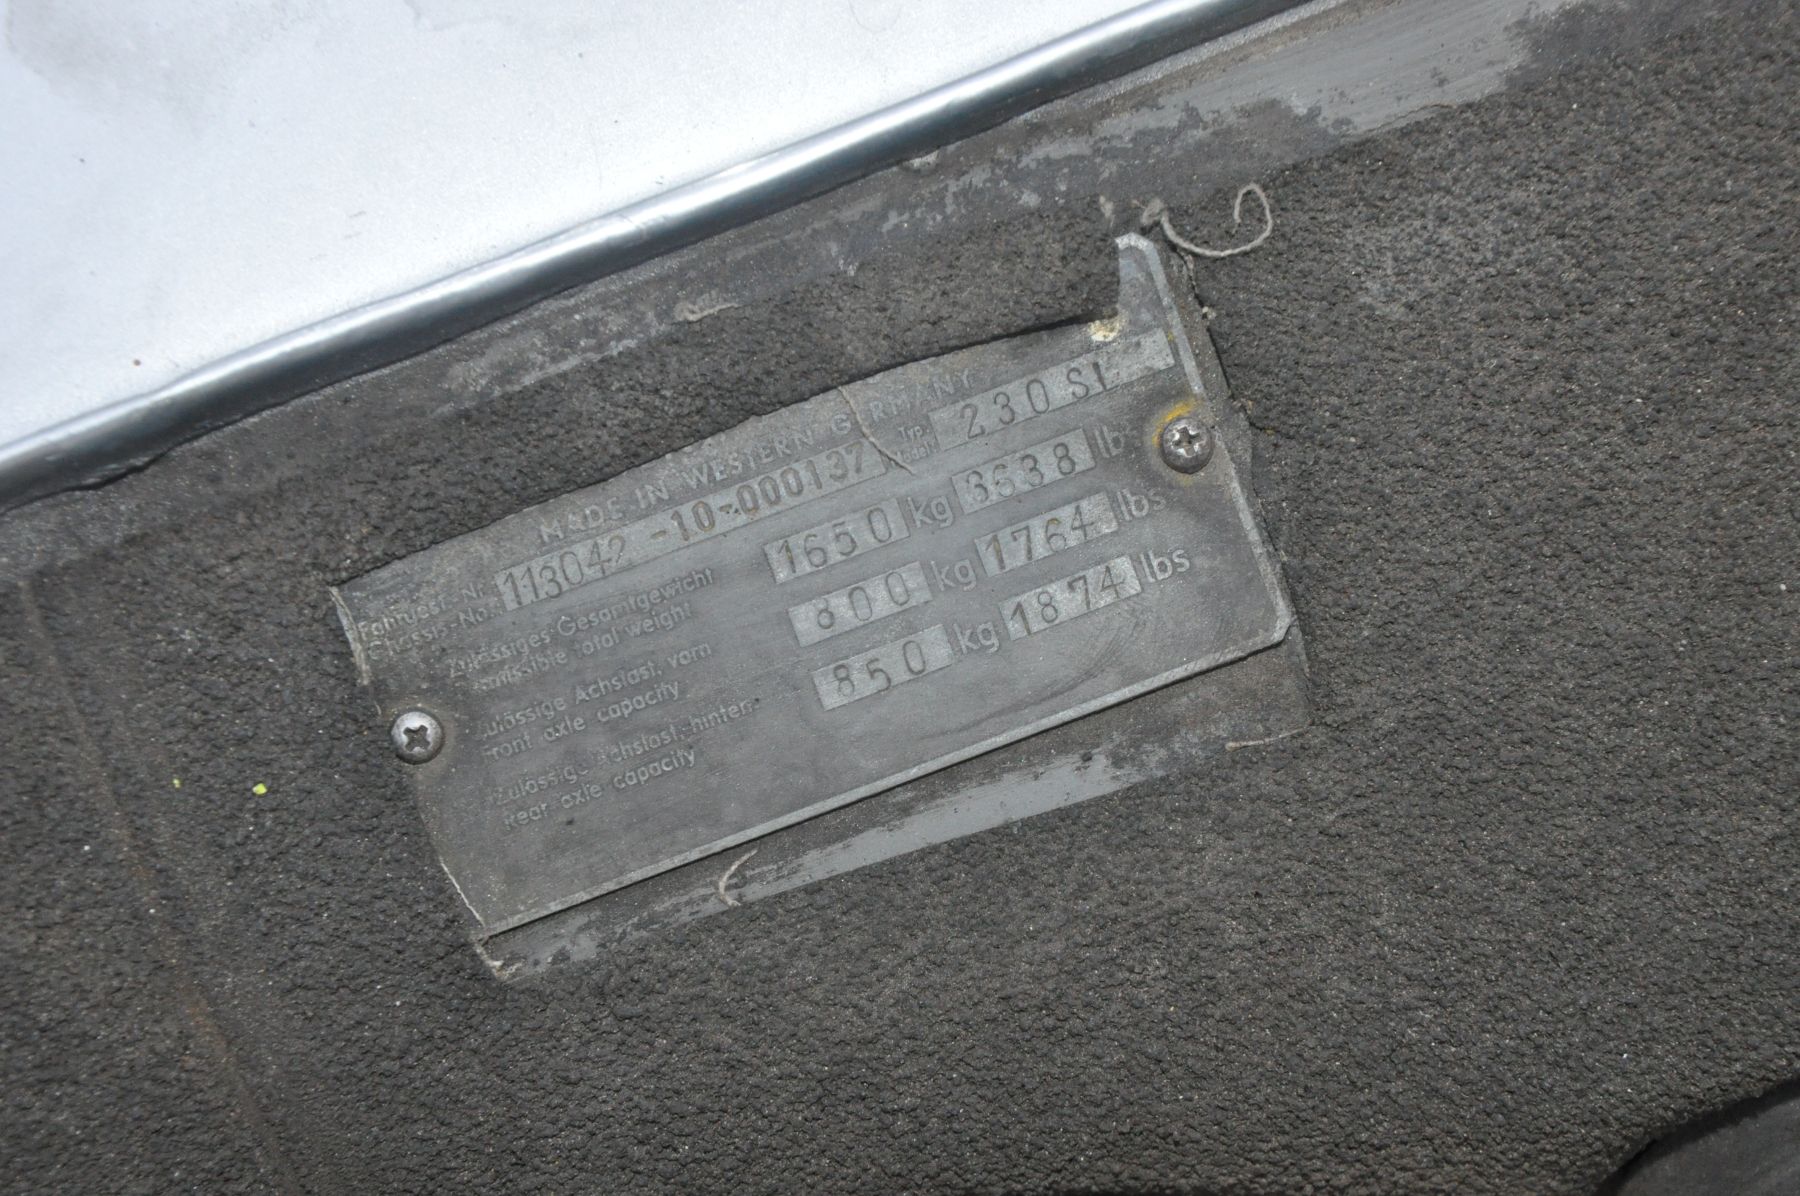 MADE IN WESTERN GERMANY
Fahrgest.-Nr. Chassis-No. 113042-10-000137 Typ Model 230 SL
Zulässiges Gesamtgewicht 1650 kg 3638 lb
Permissible total weight
Zulässige Achslast, vorn 800 kg 1764 lbs
Front axle capacity
Zulässige Achslast, hinten 850 kg 1874 lbs
Rear axle capacity